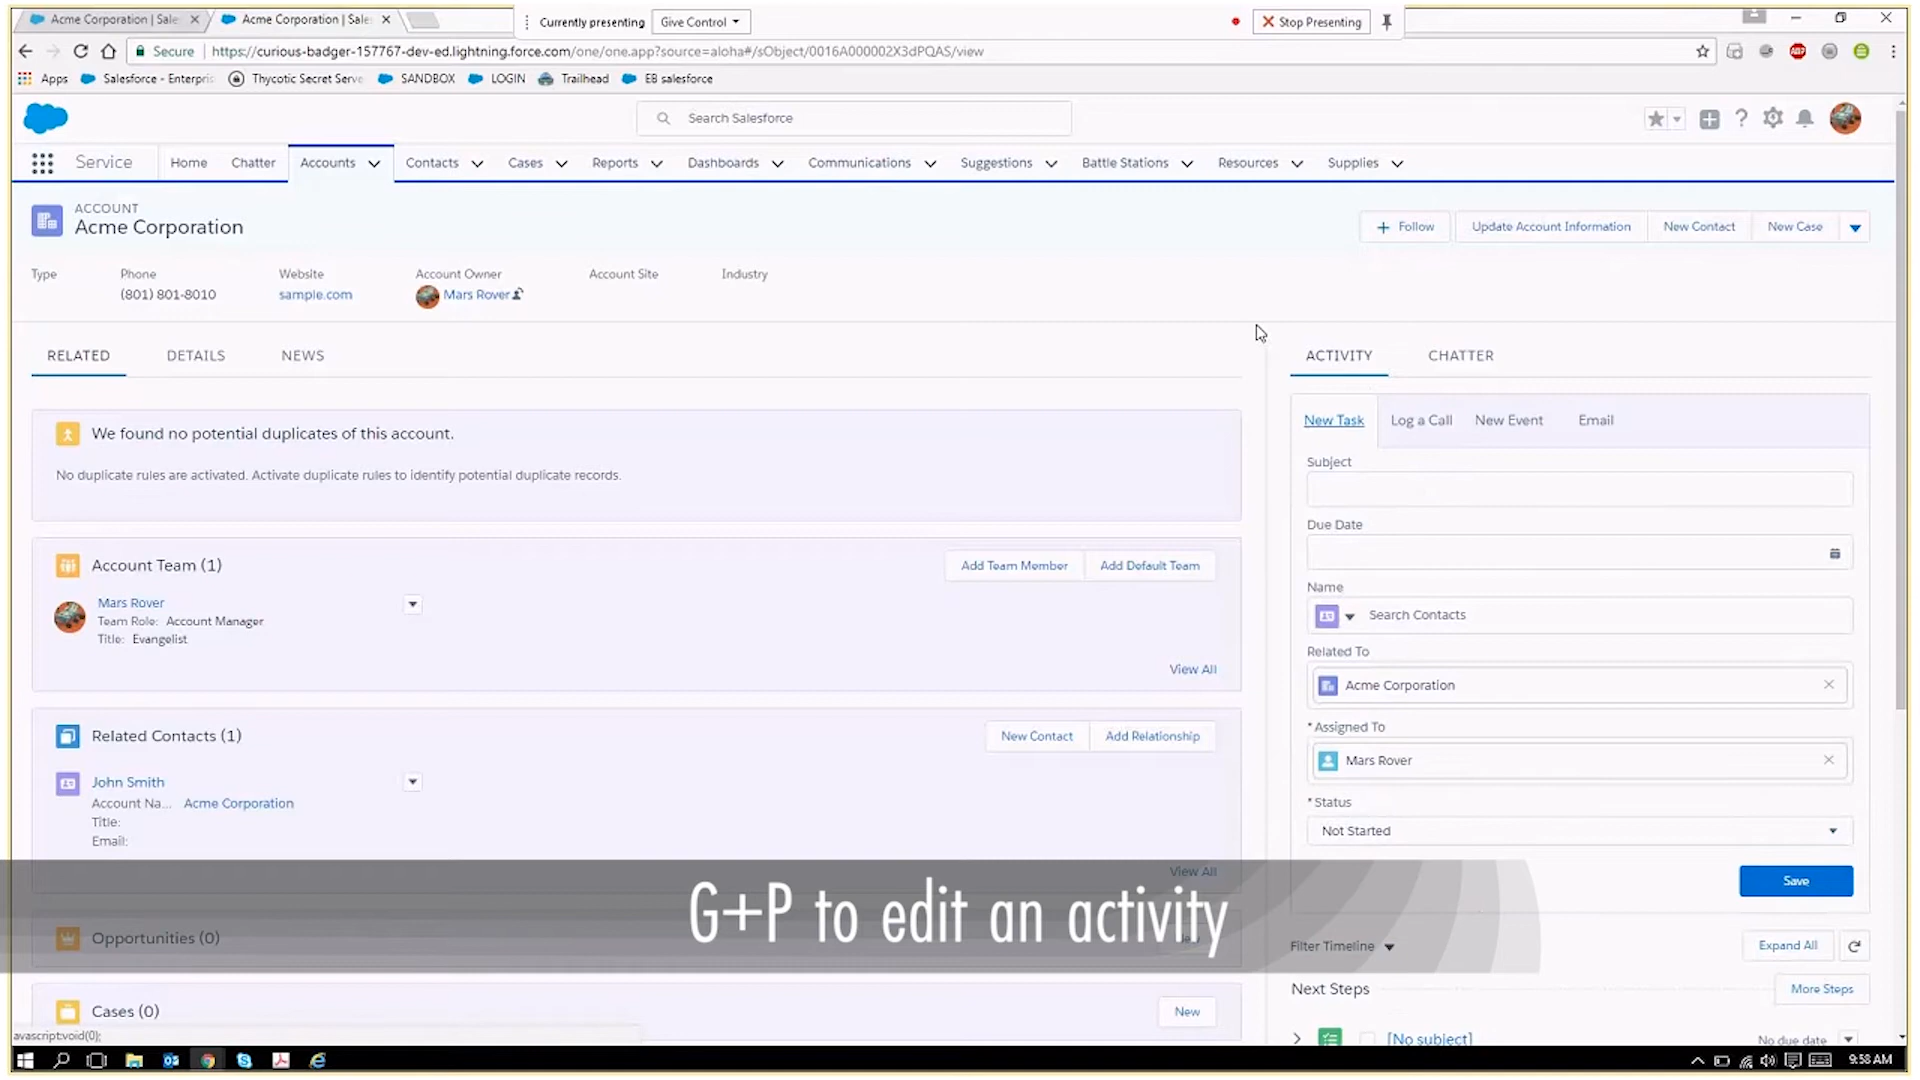 Acme Corporation | Sale
Acme Corporation | Sale
Currently presenting
Give Control
Stop Presenting
Secure
https://curious-badger-157767-dev-ed.lightning.force.com/one/one.app?source=aloha#/sObject/0016A000002X3dPQAS/view
Apps
Salesforce - Enterpris
Thycotic Secret Serve
SANDBOX
LOGIN
Trailhead
EB salesforce
Search Salesforce
Service
Home
Chatter
Accounts
Contacts
Cases
Reports
Dashboards
Communications
Suggestions
Battle Stations
Resources
Supplies
ACCOUNT
Acme Corporation
+ Follow
Update Account Information
New Contact
New Case
Type
Phone
Website
Account Owner
Account Site
Industry
(801) 801-8010
sample.com
Mars Rover
RELATED
DETAILS
NEWS
ACTIVITY
CHATTER
We found no potential duplicates of this account.
No duplicate rules are activated. Activate duplicate rules to identify potential duplicate records.
New Task
Log a Call
New Event
Email
Subject
Due Date
Name
Search Contacts
Related To
Acme Corporation
* Assigned To
Mars Rover
* Status
Not Started
Save
Account Team (1)
Add Team Member
Add Default Team
Mars Rover
Team Role: Account Manager
Title: Evangelist
View All
Related Contacts (1)
New Contact
Add Relationship
John Smith
Account Na... Acme Corporation
Title:
Email:
View All
G+P to edit an activity
Opportunities (0)
Filter Timeline
Expand All
Next Steps
More Steps
Cases (0)
New
[No subject]
No due date
avascript:void(0);
9:58 AM